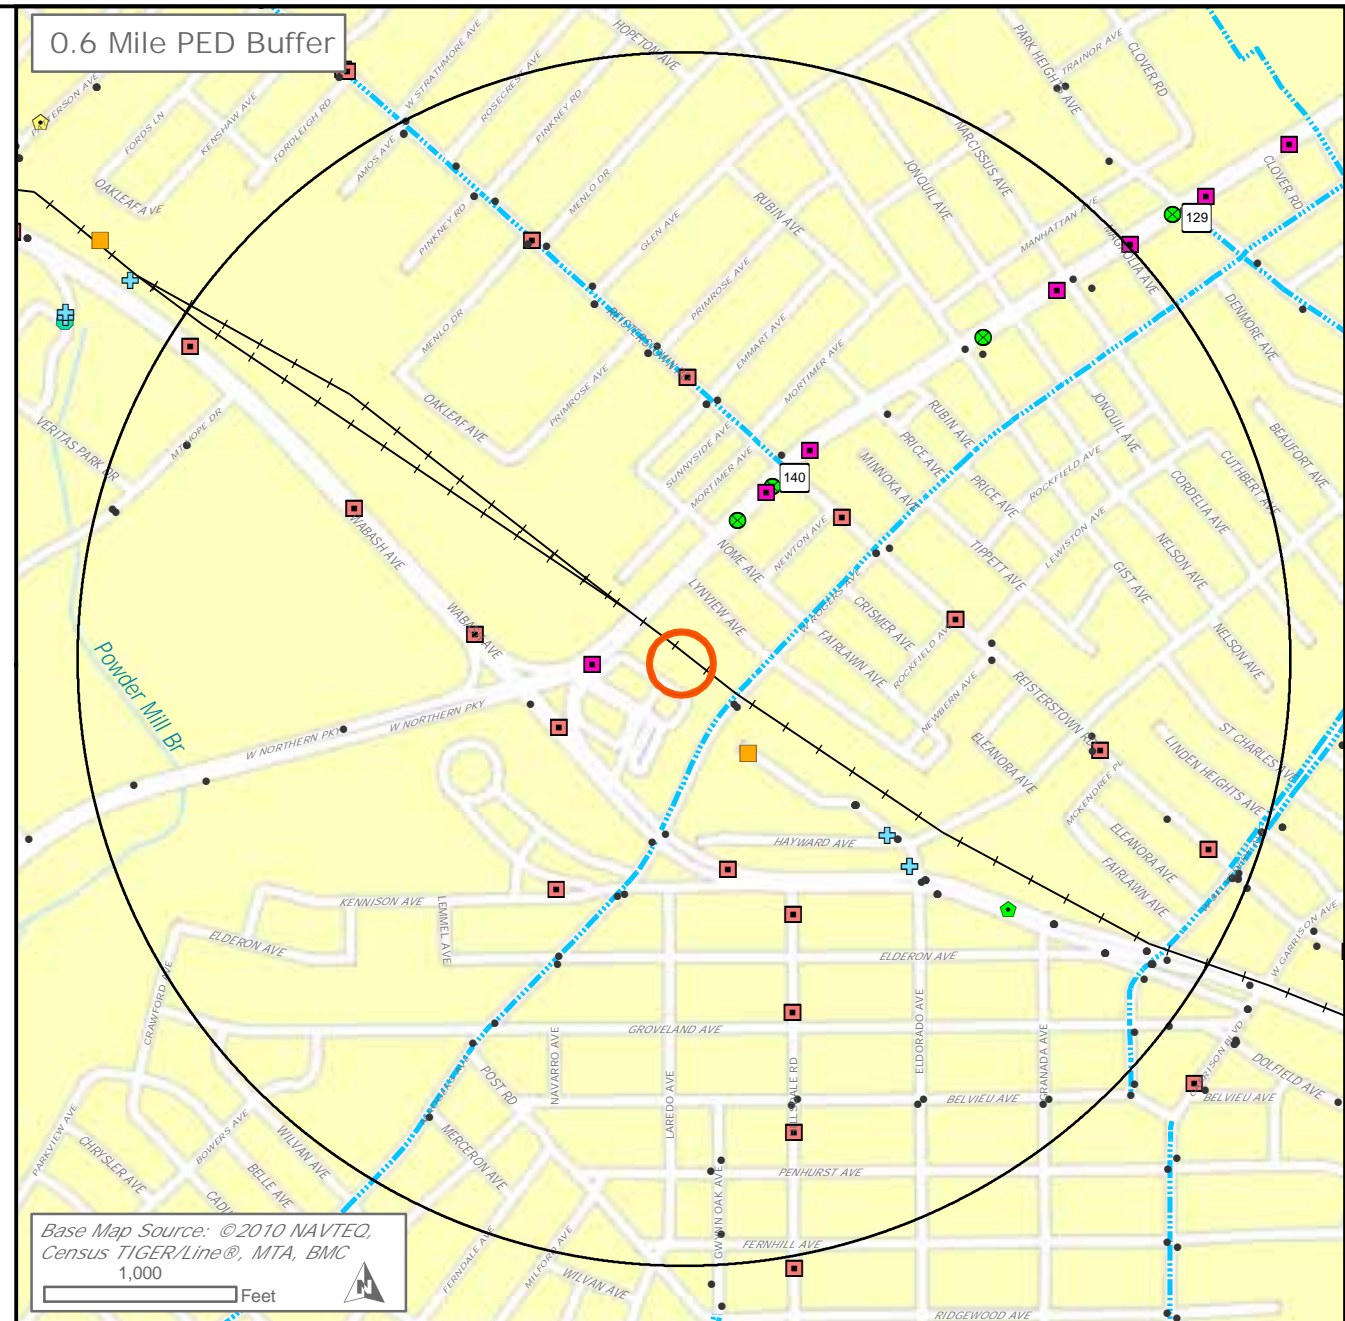 0.6 Mile PED Buffer
HOPETON AVE
W STRATHMORE AVE
ROSECREST AVE
PINKNEY RD
PARK HEIGHTS AVE
TRAINOR AVE
CLOVER RD
FORDS LN
KENSHAW AVE
FORDLEIGH RD
AMOS AVE
OAKLEAF AVE
MENLO DR
PINKNEY RD
GLEN AVE
RUBIN AVE
JONQUIL AVE
NARCISSUS AVE
MANHATTAN AVE
MAGNOLIA AVE
CLOVER RD
129
DENMORE AVE
PRIMROSE AVE
MENLO DR
EMMART AVE
MORTIMER AVE
PRIMROSE AVE
OAKLEAF AVE
SUNNYSIDE AVE
MORTIMER AVE
140
MT HOPE DR
VERITAS PARK DR
RUBIN AVE
PRICE AVE
MINNOKA AVE
PRICE AVE
JONQUIL AVE
ROCKFIELD AVE
CORDELIA AVE
CUTHBERT AVE
BEAUFORT AVE
LEWISTON AVE
TIPPETT AVE
GIST AVE
NELSON AVE
NELSON AVE
WABASH AVE
NOME AVE
NEWTON AVE
LYNVIEW AVE
W ROGERS AVE
CRISMER AVE
FAIRLAWN AVE
ROCKFIELD AVE
NEWBERN AVE
REISTERSTOWN RD
Powder Mill Br
W NORTHERN PKY
W NORTHERN PKY
ELEANORA AVE
MCKENDREE PL
LINDEN HEIGHTS AVE
ST CHARLES AVE
ELEANORA AVE
FAIRLAWN AVE
HAYWARD AVE
KENNISON AVE
LEMMEL AVE
ELDERON AVE
ELDERON AVE
W GARRISON AVE
CRAWFORD AVE
GROVELAND AVE
NAVARRO AVE
LAREDO AVE
ELDORADO AVE
GRANADA AVE
DOLFIELD AVE
POST RD
BELVIEU AVE
BELVIEU AVE
PARKVIEW AVE
CHRYSLER AVE
BOWERS AVE
WILVAN AVE
BELLE AVE
MERCERON AVE
PENHURST AVE
GWYNN OAK AVE
FERNHILL AVE
FERNDALE AVE
MILFORD AVE
WILVAN AVE
RIDGEWOOD AVE
Base Map Source: ©2010 NAVTEQ,
Census TIGER/Line®, MTA, BMC
1,000
Feet
N